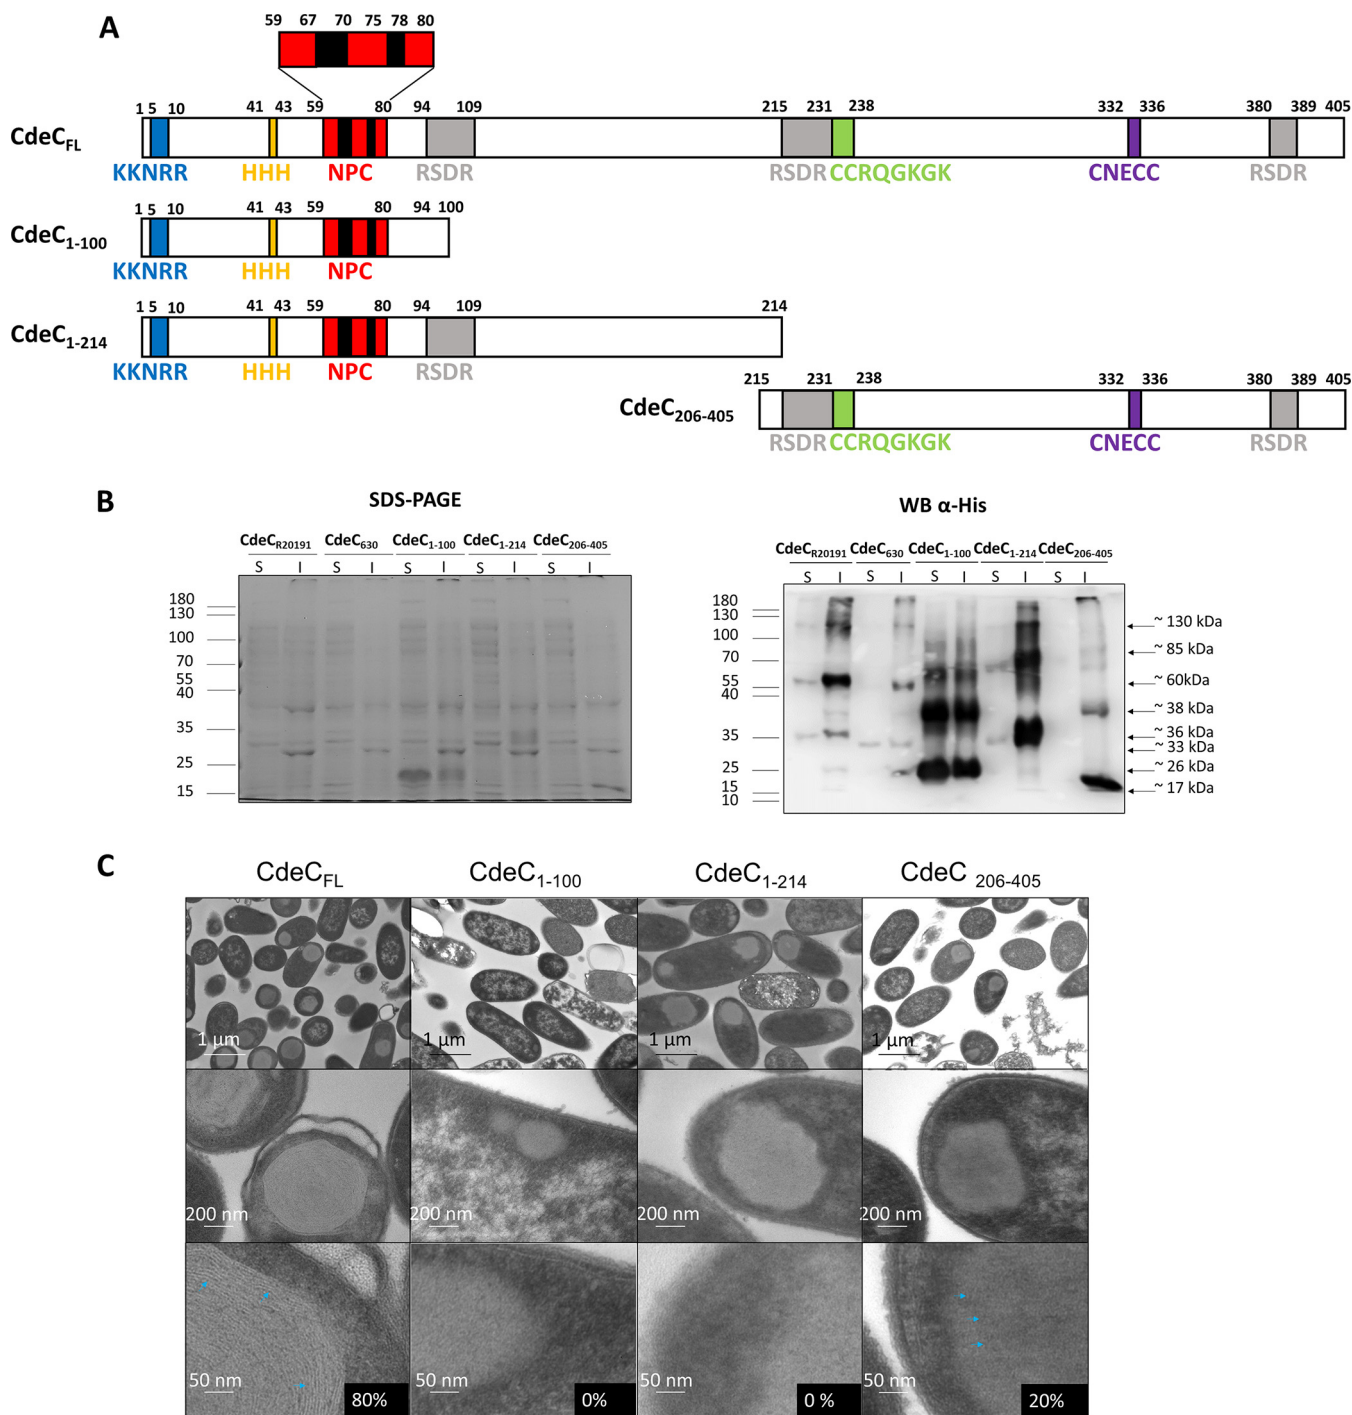 A
59 67 70 75 78 80
1 5 10 41 43 59 80 94 109 215 231 238 332 336 380 389 405
CdeCFL
KKNRR HHH NPC RSDR RSDR CCRQGKGK CNECC RSDR
1 5 10 41 43 59 80 94 100
CdeC1-100
KKNRR HHH NPC
1 5 10 41 43 59 80 94 109 214
CdeC1-214
KKNRR HHH NPC RSDR
215 231 238 332 336 380 389 405
CdeC206-405
RSDR CCRQGKGK CNECC RSDR
B
SDS-PAGE
CdeCR20191 CdeC630 CdeC1-100 CdeC1-214 CdeC206-405
S I S I S I S I S I
180
130
100
70
55
40
35
25
15
WB α-His
CdeCR20191 CdeC630 CdeC1-100 CdeC1-214 CdeC206-405
S I S I S I S I S I
180
130
100
70
55
40
35
25
15
10
~ 130 kDa
~ 85 kDa
~ 60kDa
~ 38 kDa
~ 36 kDa
~ 33 kDa
~ 26 kDa
~ 17 kDa
C
CdeCFL CdeC1-100 CdeC1-214 CdeC 206-405
1 μm 1 μm 1 μm 1 μm
200 nm 200 nm 200 nm 200 nm
50 nm 80% 50 nm 0% 50 nm 0 % 50 nm 20%